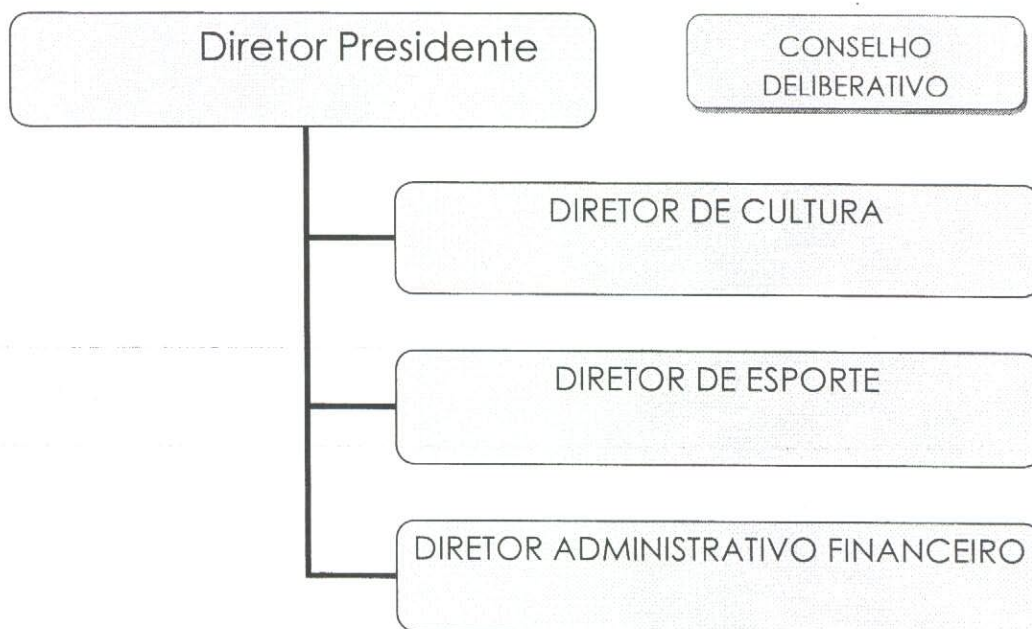 Diretor Presidente
CONSELHO
DELIBERATIVO
DIRETOR DE CULTURA
DIRETOR DE ESPORTE
DIRETOR ADMINISTRATIVO FINANCEIRO